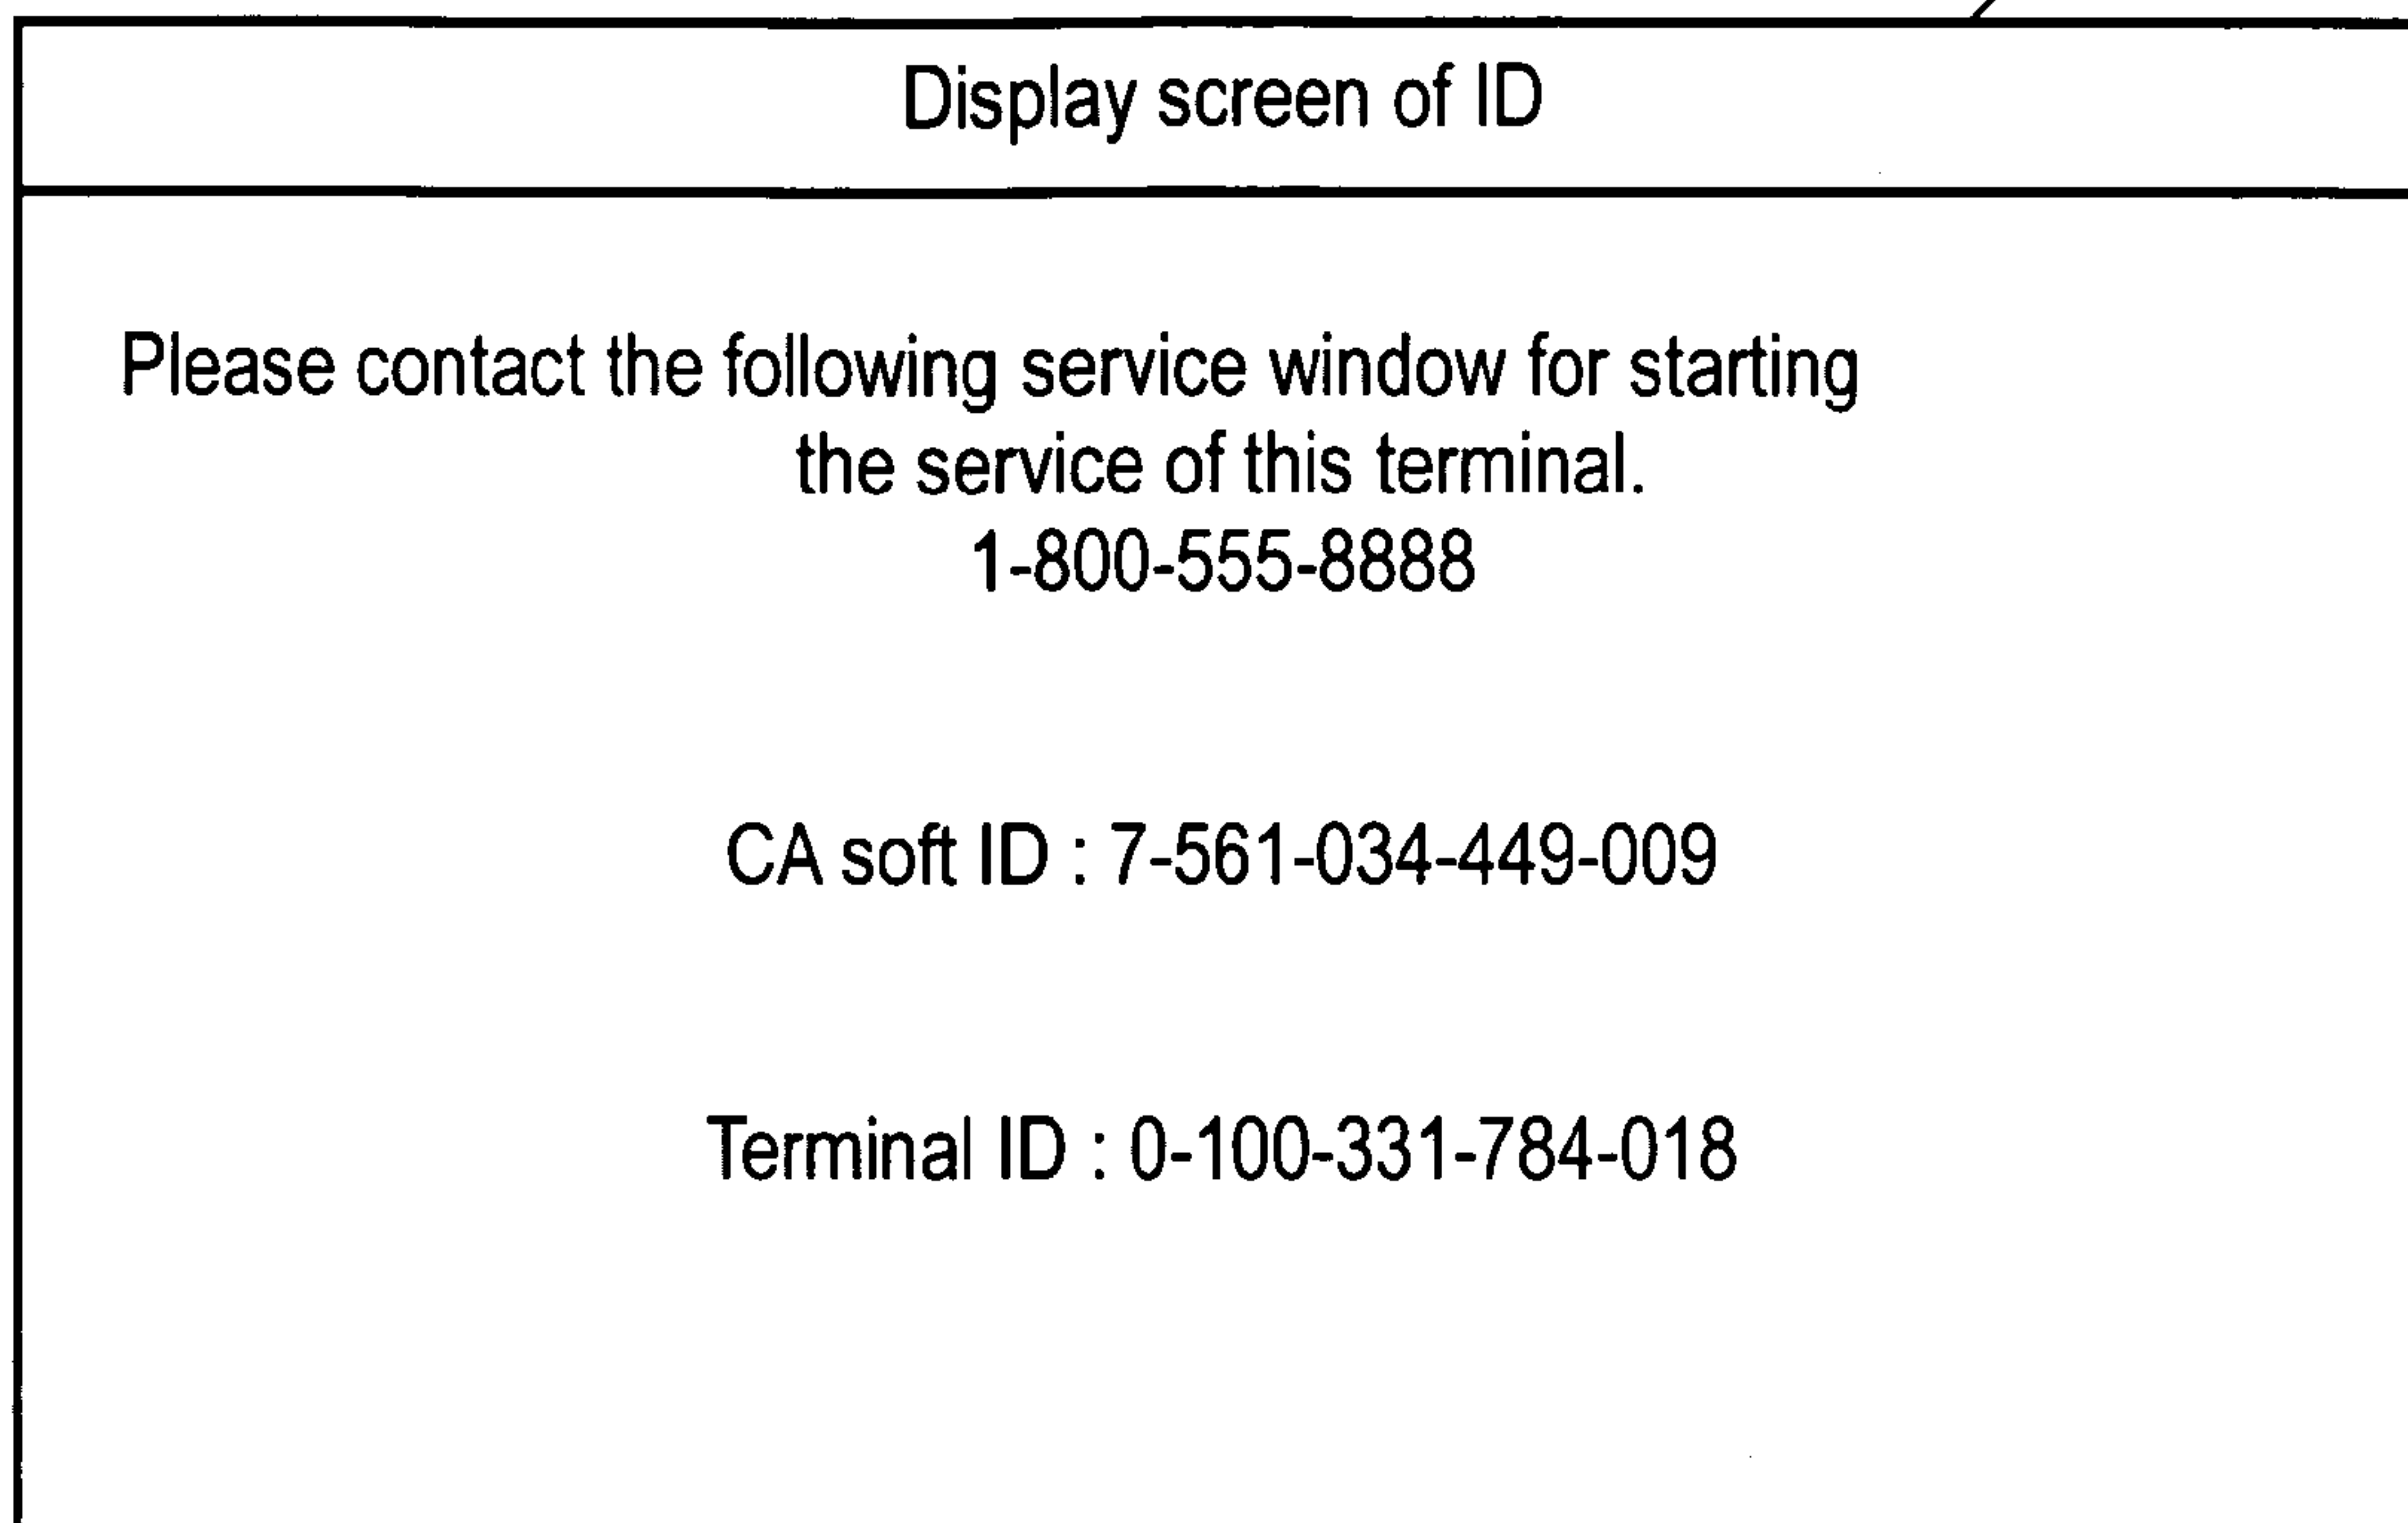 Display screen of ID
Please contact the following service window for starting
the service of this terminal.
1-800-555-8888
CA soft ID : 7-561-034-449-009
Terminal ID : 0-100-331-784-018